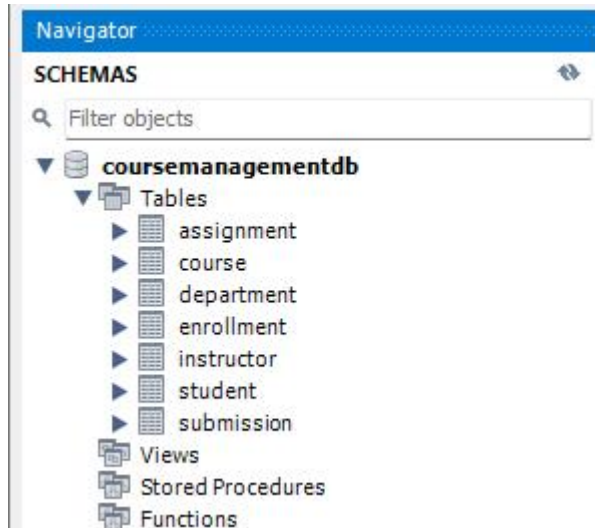 Navigator
SCHEMAS
Filter objects
coursemanagementdb
Tables
assignment
course
department
enrollment
instructor
student
submission
Views
Stored Procedures
Functions